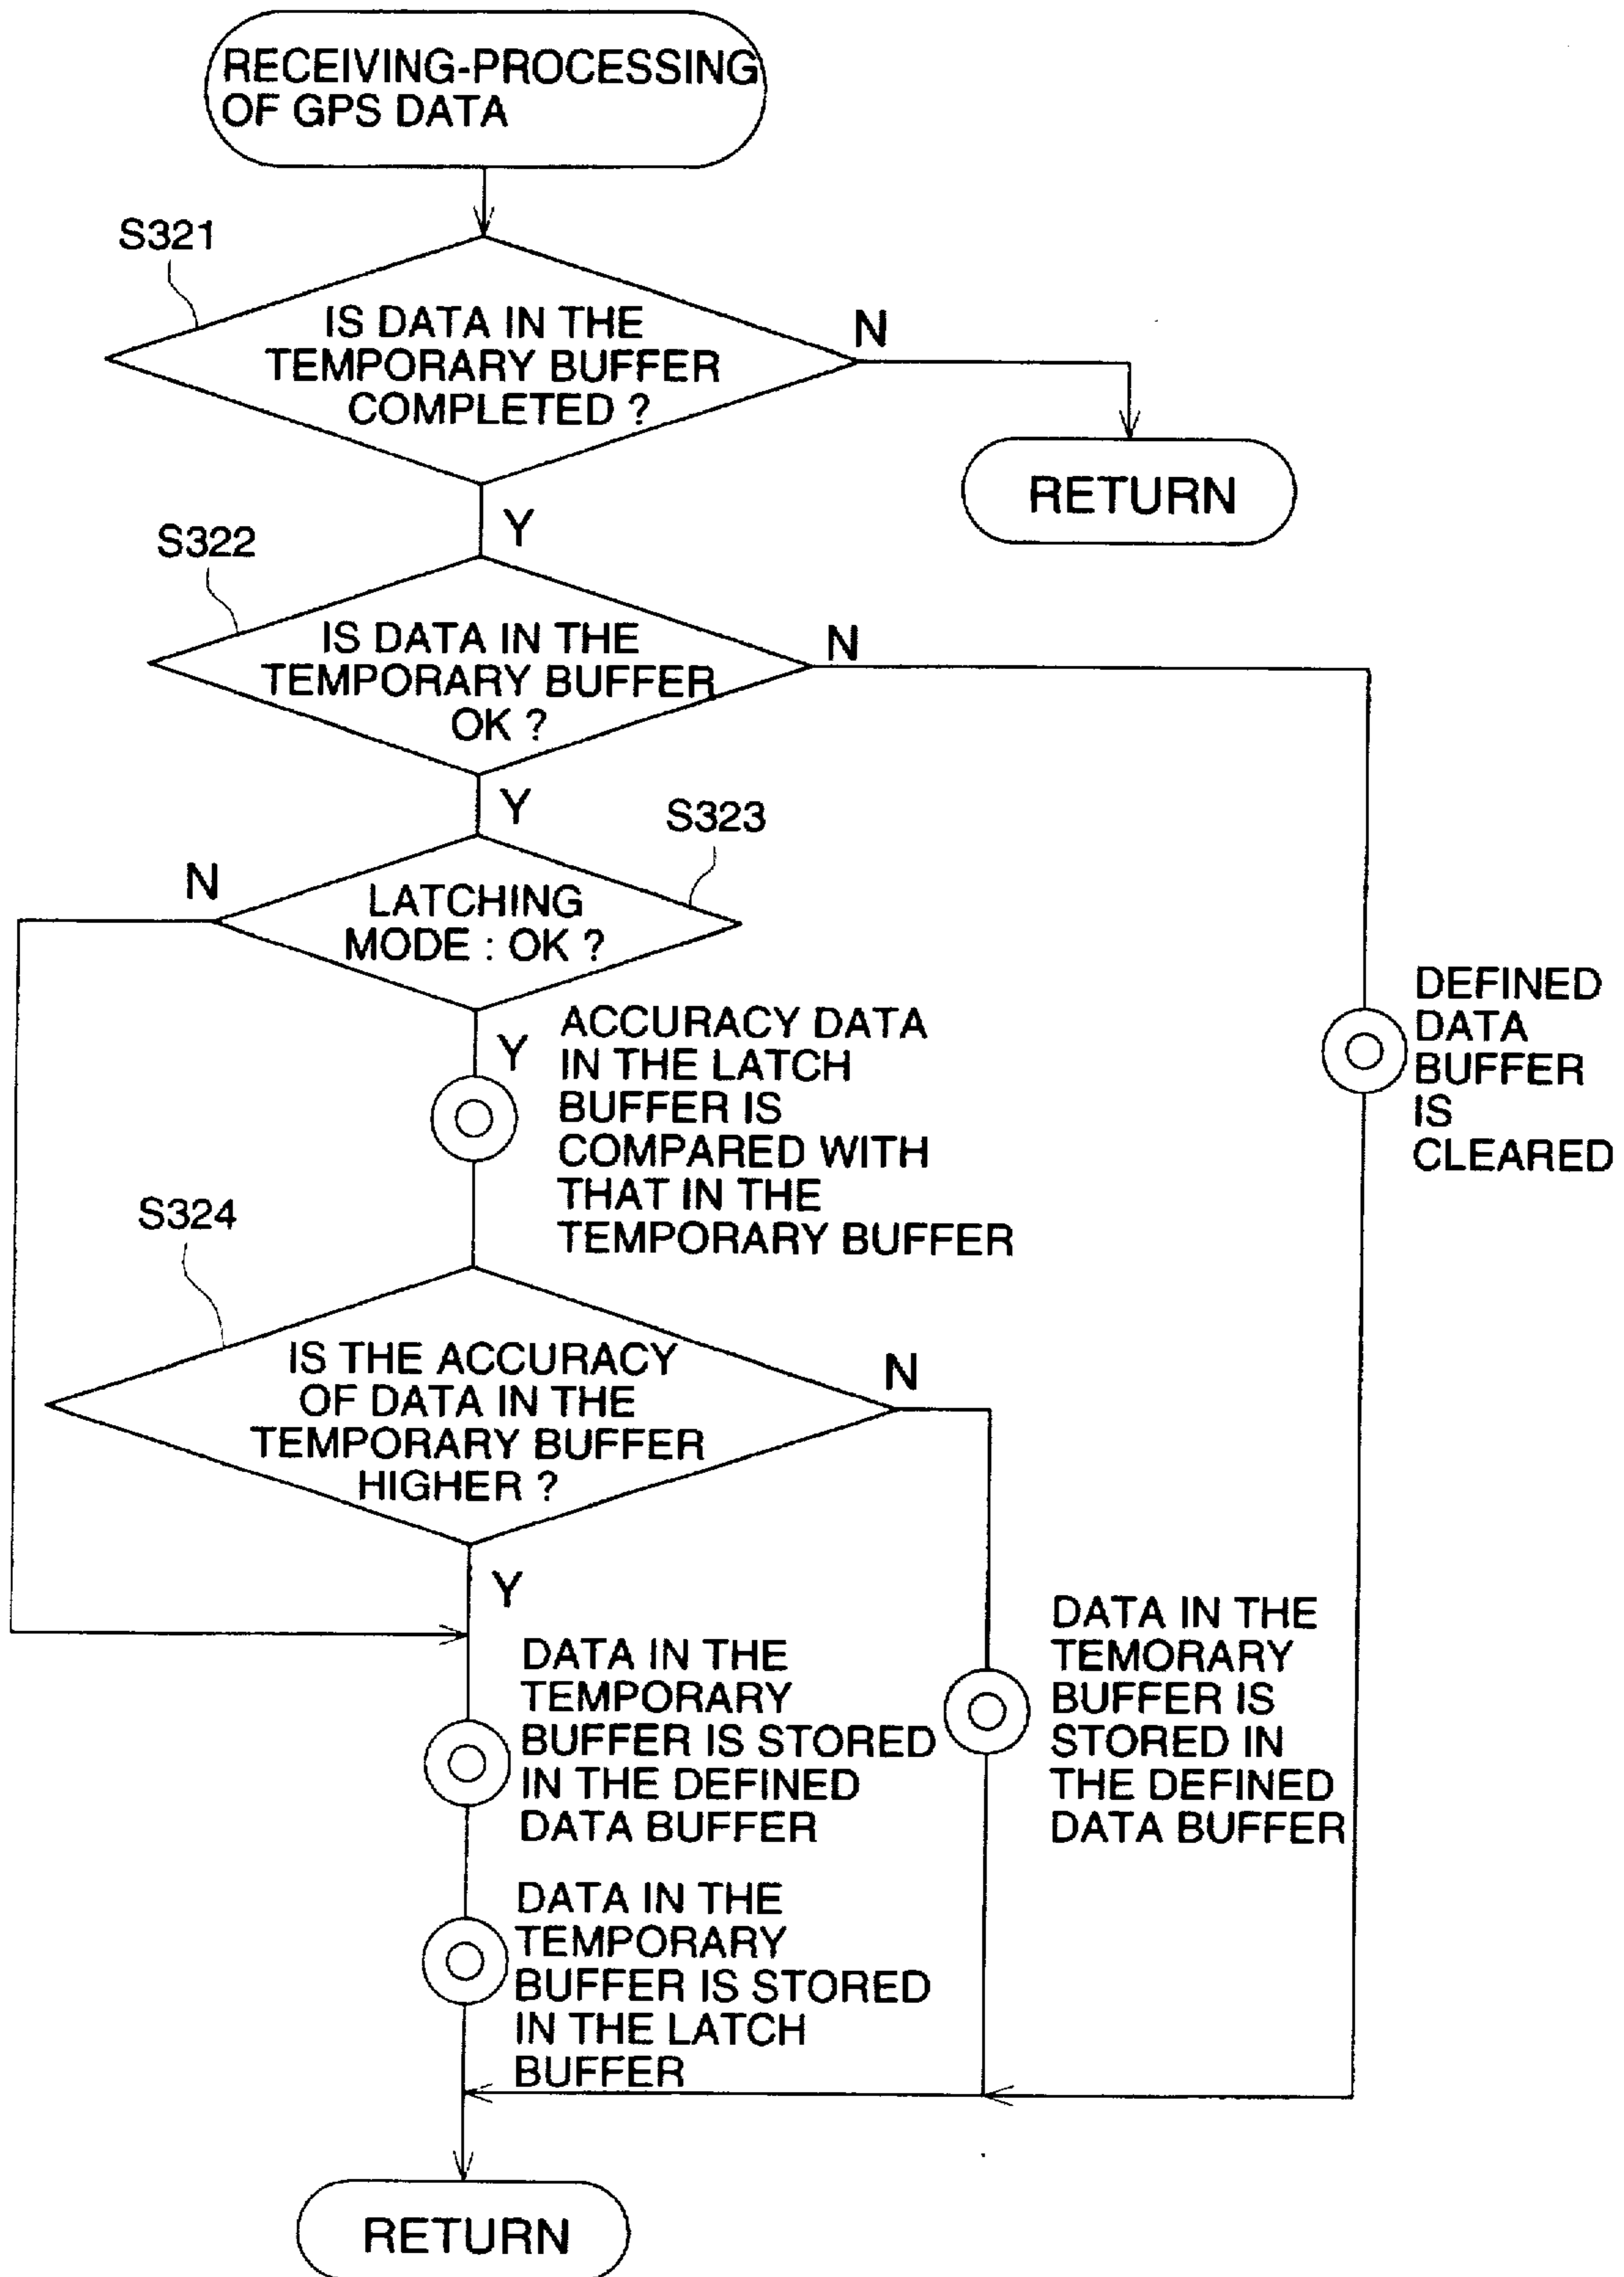 RECEIVING-PROCESSING
OF GPS DATA
S321
IS DATA IN THE
TEMPORARY BUFFER
COMPLETED ?
N
RETURN
Y
S322
IS DATA IN THE
TEMPORARY BUFFER
OK ?
N
Y
S323
N
LATCHING
MODE : OK ?
Y
ACCURACY DATA
IN THE LATCH
BUFFER IS
COMPARED WITH
THAT IN THE
TEMPORARY BUFFER
DEFINED
DATA
BUFFER
IS
CLEARED
S324
IS THE ACCURACY
OF DATA IN THE
TEMPORARY BUFFER
HIGHER ?
N
Y
DATA IN THE
TEMPORARY
BUFFER IS STORED
IN THE DEFINED
DATA BUFFER
DATA IN THE
TEMORARY
BUFFER IS
STORED IN
THE DEFINED
DATA BUFFER
DATA IN THE
TEMPORARY
BUFFER IS STORED
IN THE LATCH
BUFFER
RETURN